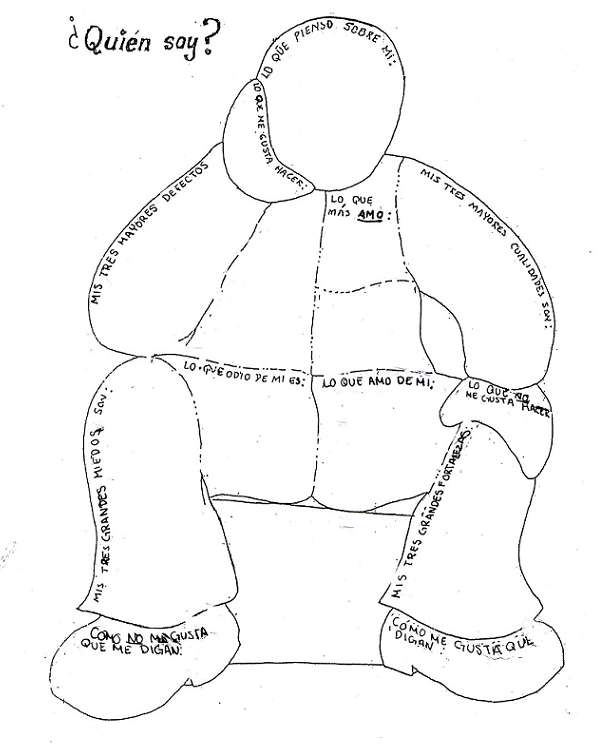 ¿Quién soy?
LO QUE PIENSO SOBRE MI:
LO QUE ME GUSTA HACER:
MIS TRES MAYORES DEFECTOS
LO QUE
MÁS AMO:
MIS TRES MAYORES CUALIDADES SON:
LO QUE ODIO DE MI ES:
LO QUE AMO DE MI:
LO QUE NO
ME GUSTA HACER
MIS TRES GRANDES MIEDOS SON:
MIS TRES GRANDES FORTALEZAS:
CÓMO NO ME GUSTA
QUE ME DIGAN:
CÓMO ME GUSTA QUE
DIGAN: